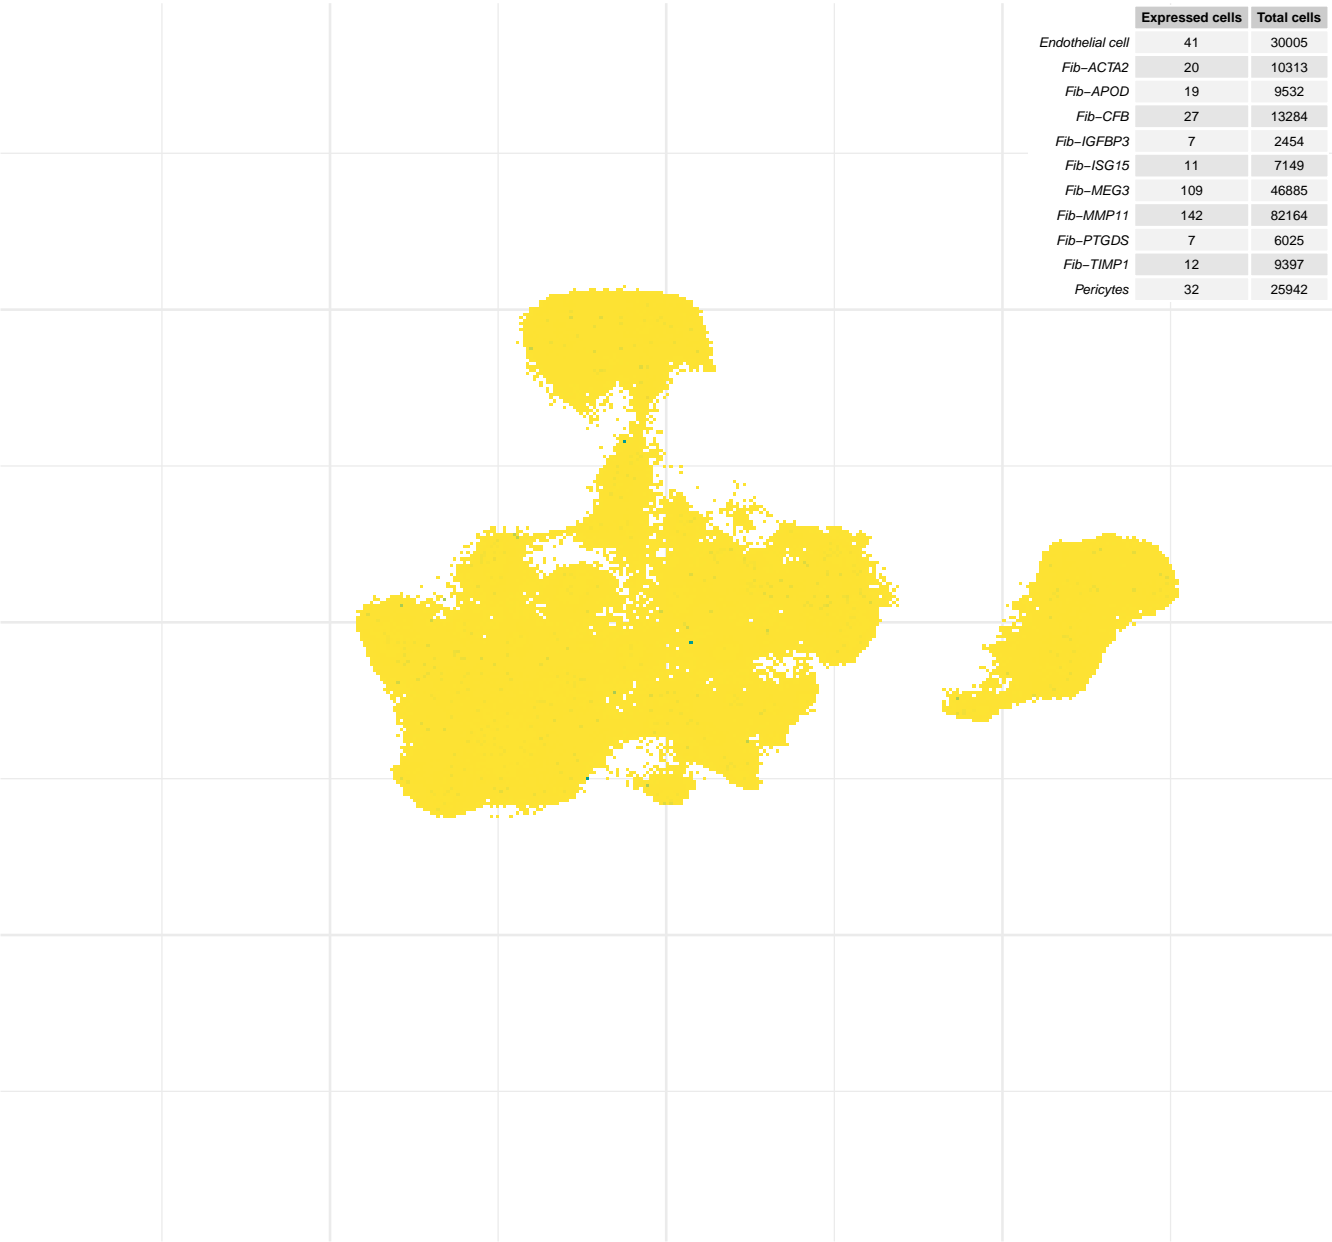 Expressed cells Total cells
Endothelial cell 41 30005
Fib−ACTA2 20 10313
Fib−APOD 19 9532
Fib−CFB 27 13284
Fib−IGFBP3 7 2454
Fib−ISG15 11 7149
Fib−MEG3 109 46885
Fib−MMP11 142 82164
Fib−PTGDS 7 6025
Fib−TIMP1 12 9397
Pericytes 32 25942